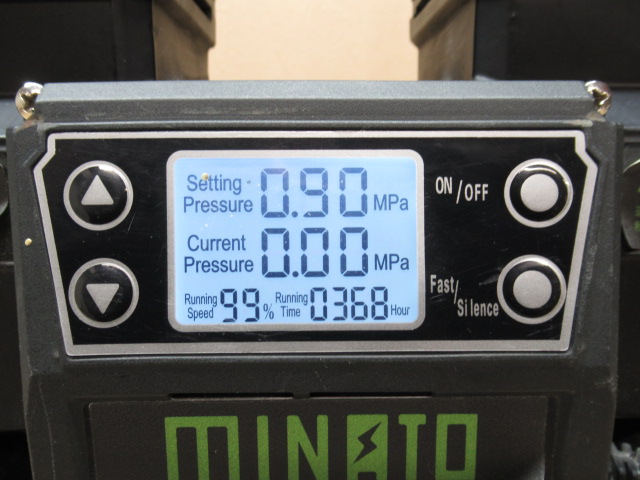 Setting Pressure 0.90 MPa
Current Pressure 0.00 MPa
Running Speed 99% Running Time 0368 Hour
ON/OFF
Fast/Silence
MINATO